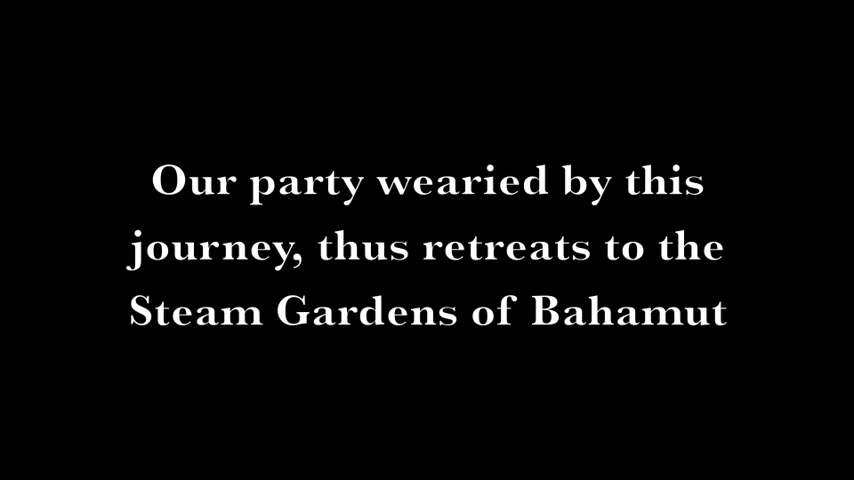 Our party wearied by this
journey, thus retreats to the
Steam Gardens of Bahamut